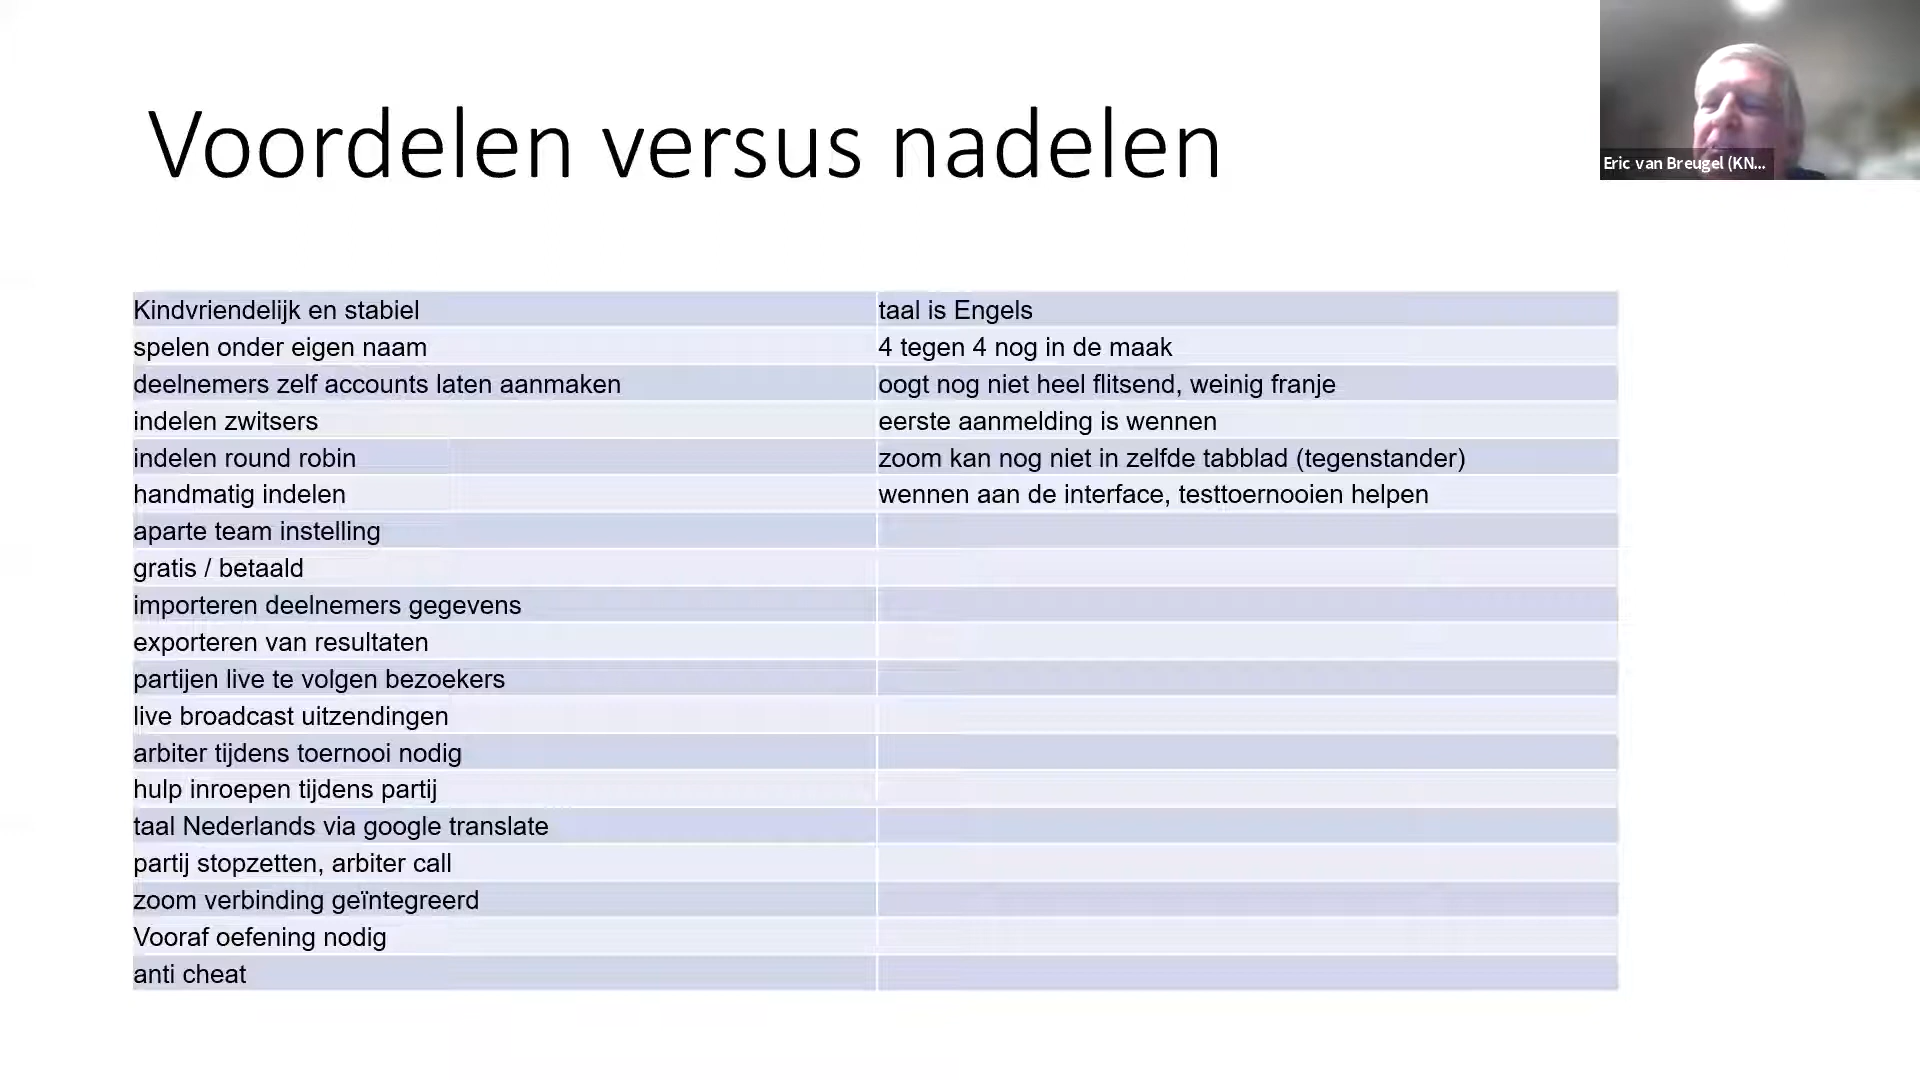 Voordelen versus nadelen
Eric van Breugel (KN...
Kindvriendelijk en stabiel
taal is Engels
spelen onder eigen naam
4 tegen 4 nog in de maak
deelnemers zelf accounts laten aanmaken
oogt nog niet heel flitsend, weinig franje
indelen zwitsers
eerste aanmelding is wennen
indelen round robin
zoom kan nog niet in zelfde tabblad (tegenstander)
handmatig indelen
wennen aan de interface, testtoernooien helpen
aparte team instelling
gratis / betaald
importeren deelnemers gegevens
exporteren van resultaten
partijen live te volgen bezoekers
live broadcast uitzendingen
arbiter tijdens toernooi nodig
hulp inroepen tijdens partij
taal Nederlands via google translate
partij stopzetten, arbiter call
zoom verbinding geïntegreerd
Vooraf oefening nodig
anti cheat